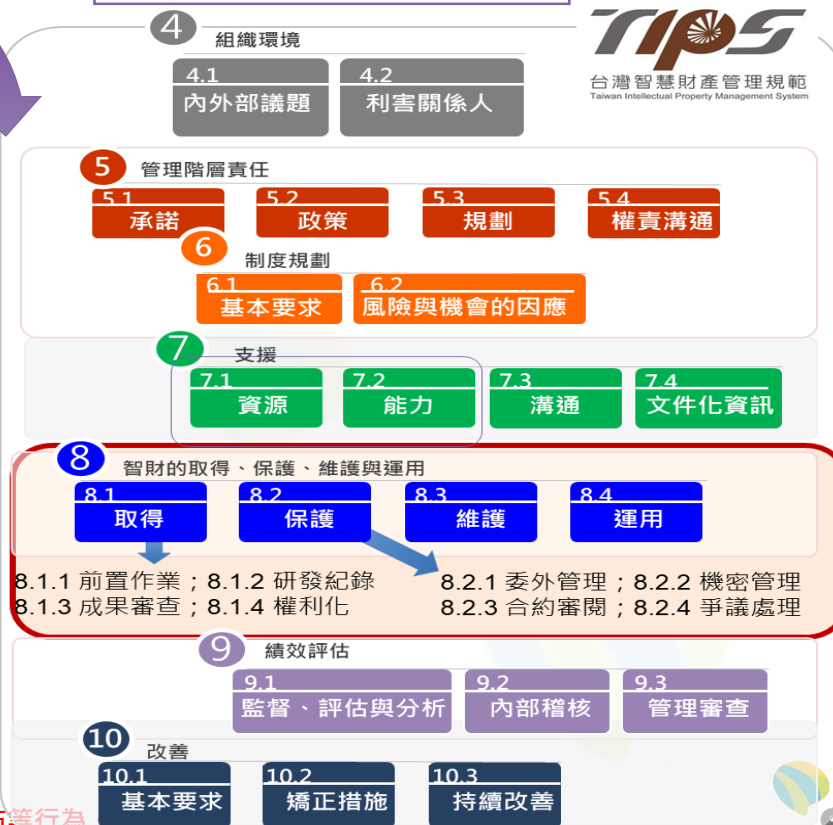 TIPS
台灣智慧財產管理規範
Taiwan Intellectual Property Management System
4 組織環境
4.1 4.2
內外部議題 利害關係人
5 管理階層責任
5.1 5.2 5.3 5.4
承諾 政策 規劃 權責溝通
6 制度規劃
6.1 6.2
基本要求 風險與機會的因應
7 支援
7.1 7.2 7.3 7.4
資源 能力 溝通 文件化資訊
8 智財的取得、保護、維護與運用
8.1 8.2 8.3 8.4
取得 保護 維護 運用
8.1.1 前置作業；8.1.2 研發紀錄
8.1.3 成果審查；8.1.4 權利化
8.2.1 委外管理；8.2.2 機密管理
8.2.3 合約審閱；8.2.4 爭議處理
9 績效評估
9.1 9.2 9.3
監督、評估與分析 內部稽核 管理審查
10 改善
10.1 10.2 10.3
基本要求 矯正措施 持續改善
等行為